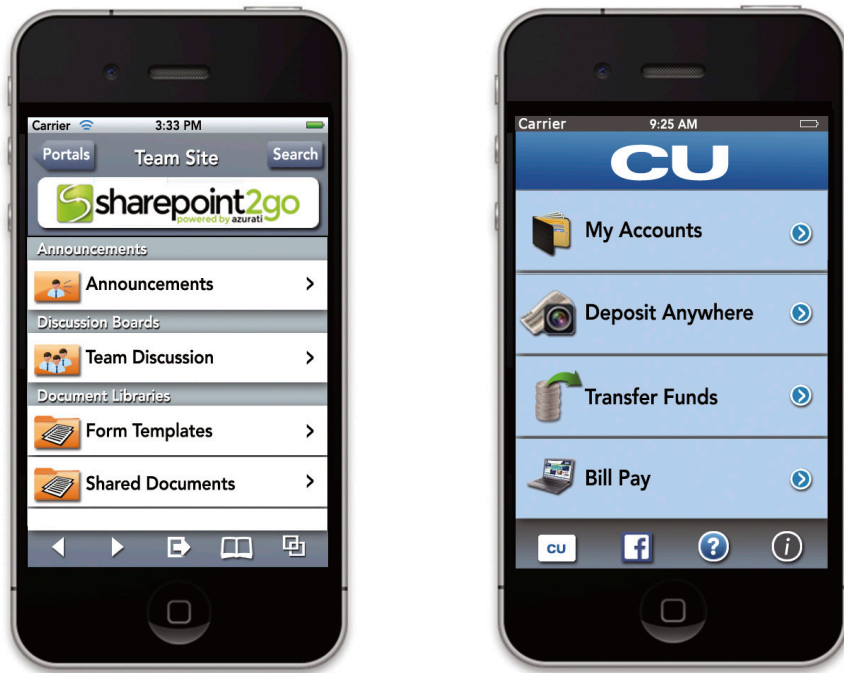 Carrier 3:33 PM
Portals Team Site Search
sharepoint2go
powered by azurati
Announcements
Announcements
Discussion Boards
Team Discussion
Document Libraries
Form Templates
Shared Documents
Carrier 9:25 AM
CU
My Accounts
Deposit Anywhere
Transfer Funds
Bill Pay
CU f ? i